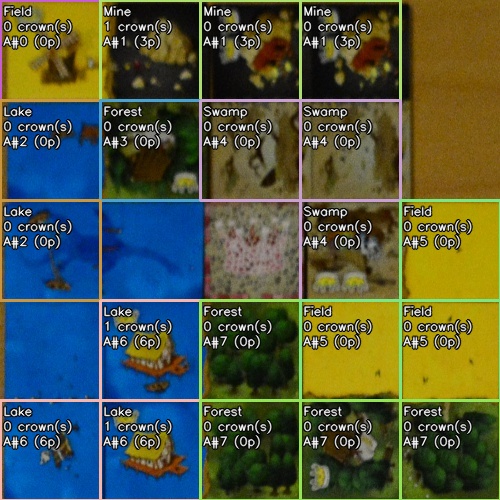 Field
0 crown(s)
A#0 (0p)
Mine
1 crown(s)
A#1 (3p)
Mine
0 crown(s)
A#1 (3p)
Mine
1 crown(s)
A#1 (3p)
Lake
0 crown(s)
A#2 (0p)
Forest
0 crown(s)
A#3 (0p)
Swamp
0 crown(s)
A#4 (0p)
Swamp
0 crown(s)
A#4 (0p)
Lake
0 crown(s)
A#2 (0p)
Swamp
0 crown(s)
A#4 (0p)
Field
0 crown(s)
A#5 (0p)
Lake
1 crown(s)
A#6 (6p)
Forest
0 crown(s)
A#7 (0p)
Field
0 crown(s)
A#5 (0p)
Field
0 crown(s)
A#5 (0p)
Lake
0 crown(s)
A#6 (6p)
Lake
1 crown(s)
A#6 (6p)
Forest
0 crown(s)
A#7 (0p)
Forest
0 crown(s)
A#7 (0p)
Forest
0 crown(s)
A#7 (0p)